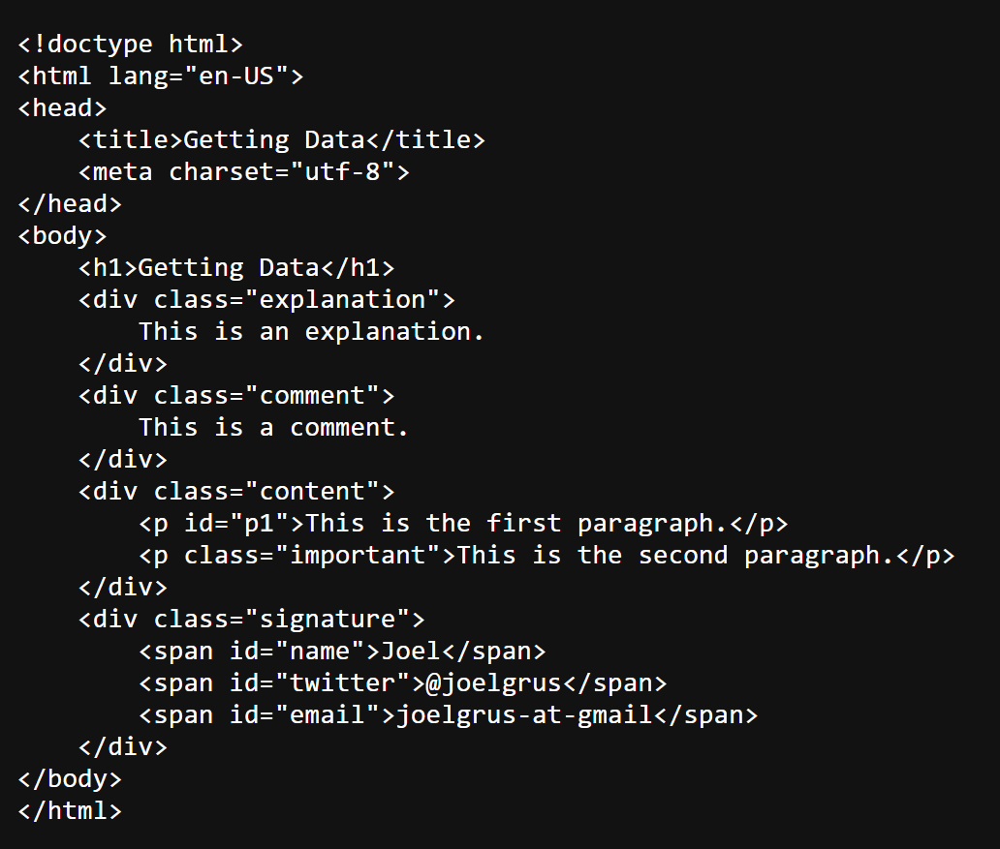 <!doctype html>
<html lang="en-US">
<head>
    <title>Getting Data</title>
    <meta charset="utf-8">
</head>
<body>
    <h1>Getting Data</h1>
    <div class="explanation">
        This is an explanation.
    </div>
    <div class="comment">
        This is a comment.
    </div>
    <div class="content">
        <p id="p1">This is the first paragraph.</p>
        <p class="important">This is the second paragraph.</p>
    </div>
    <div class="signature">
        <span id="name">Joel</span>
        <span id="twitter">@joelgrus</span>
        <span id="email">joelgrus-at-gmail</span>
    </div>
</body>
</html>